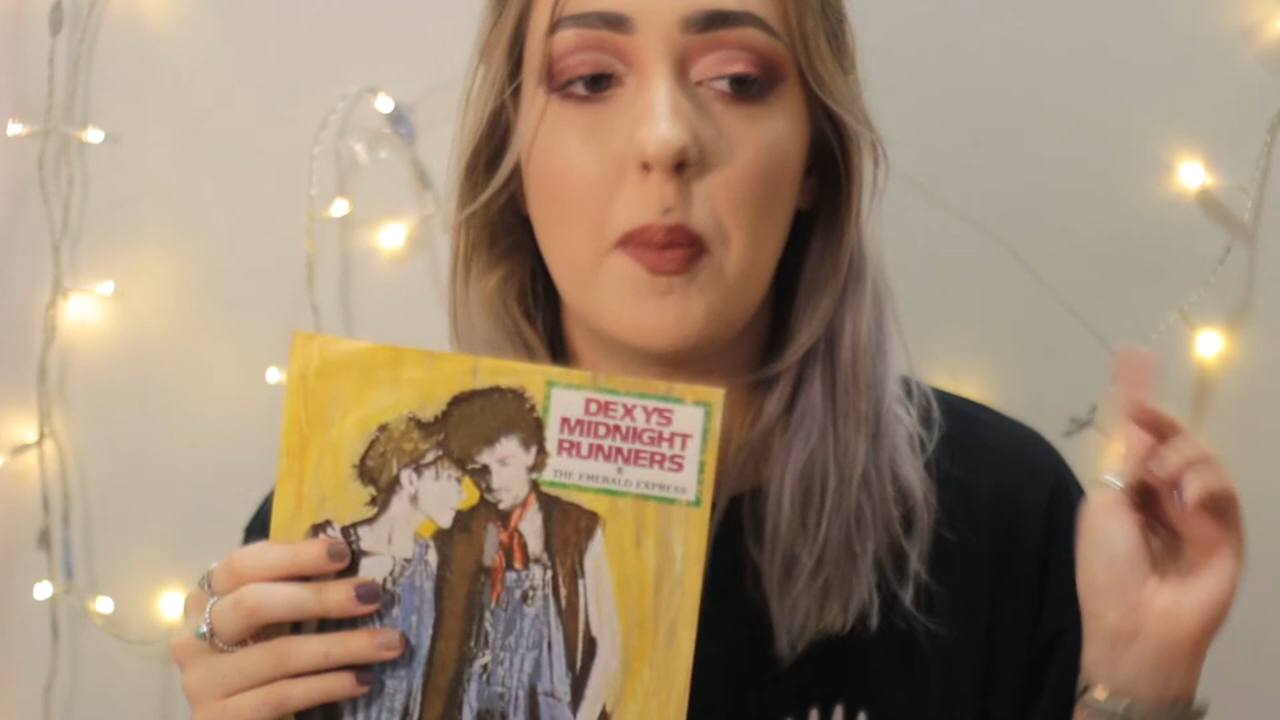 DEXYS
MIDNIGHT
RUNNERS
&
THE EMERALD EXPRESS